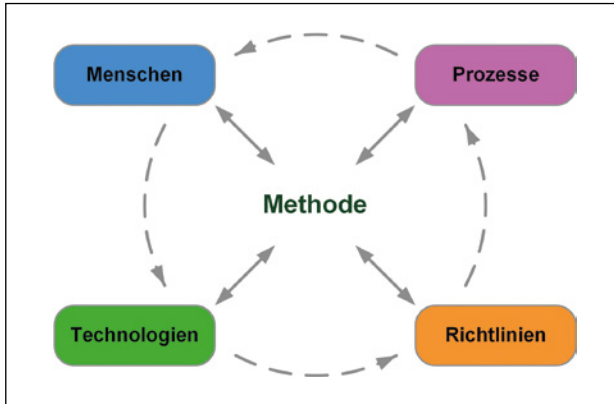 Menschen
Prozesse
Methode
Technologien
Richtlinien